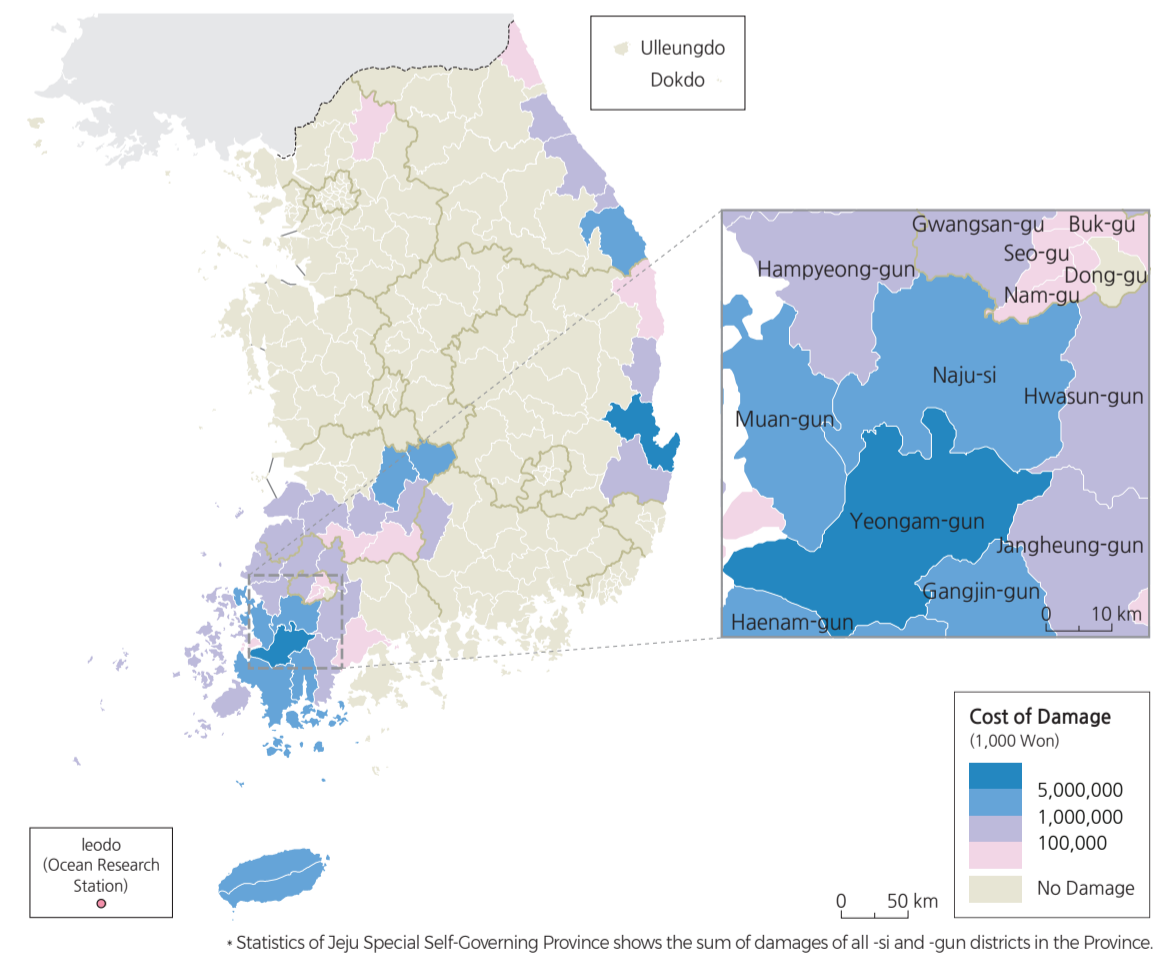 Ulleungdo
Dokdo
Gwangsan-gu
Buk-gu
Seo-gu
Hampyeong-gun
Dong-gu
Nam-gu
Naju-si
Hwasun-gun
Muan-gun
Yeongam-gun
Jangheung-gun
Gangjin-gun
0 10 km
Haenam-gun
Cost of Damage
(1,000 Won)
5,000,000
1,000,000
100,000
No Damage
Ieodo
(Ocean Research
Station)
0 50 km
* Statistics of Jeju Special Self-Governing Province shows the sum of damages of all -si and -gun districts in the Province.